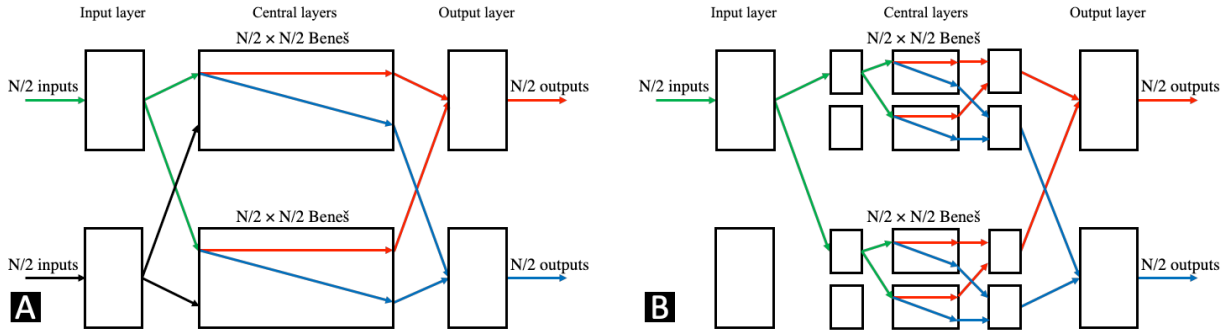 Input layer
Central layers
Output layer
N/2 × N/2 Beneš
N/2 inputs
N/2 outputs
N/2 × N/2 Beneš
N/2 inputs
N/2 outputs
A
Input layer
Central layers
Output layer
N/2 × N/2 Beneš
N/2 inputs
N/2 outputs
N/2 × N/2 Beneš
N/2 outputs
B